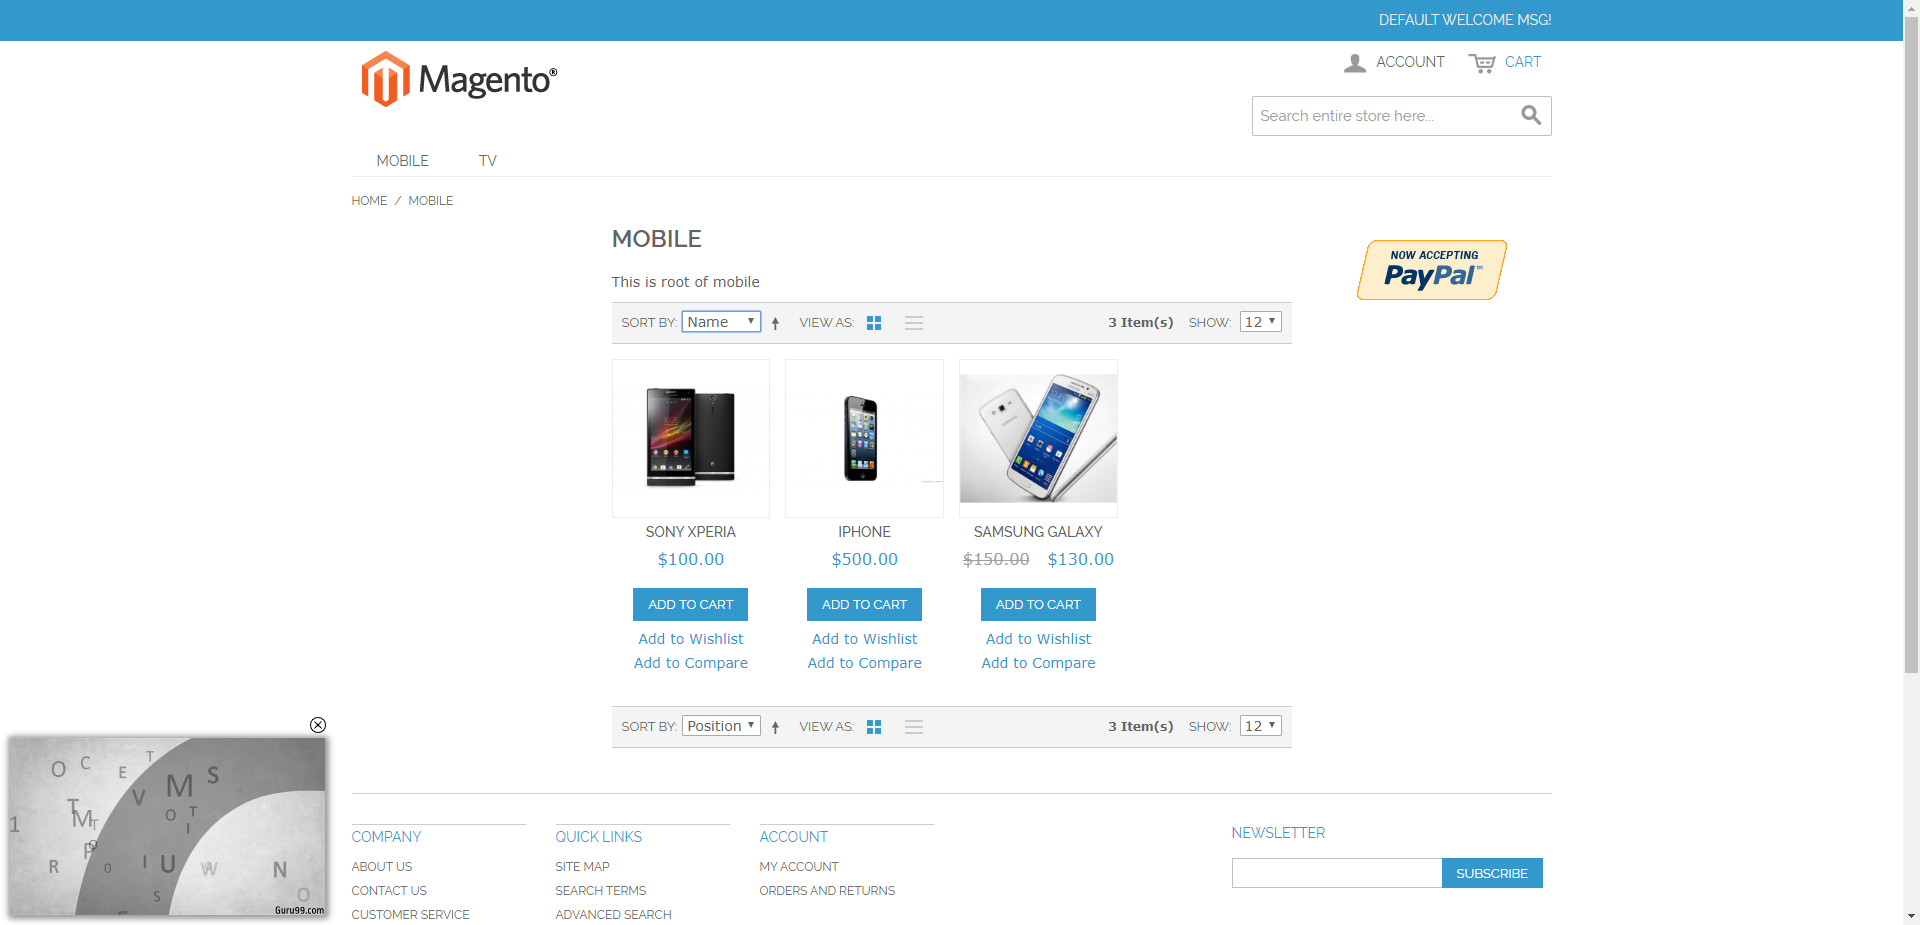 DEFAULT WELCOME MSG!
Magento®
ACCOUNT CART
Search entire store here...
MOBILE TV
HOME / MOBILE
MOBILE
NOW ACCEPTING
PayPal™
This is root of mobile
SORT BY: Name VIEW AS: 3 Item(s) SHOW: 12
SONY XPERIA IPHONE SAMSUNG GALAXY
$100.00 $500.00 $150.00 $130.00
ADD TO CART ADD TO CART ADD TO CART
Add to Wishlist Add to Wishlist Add to Wishlist
Add to Compare Add to Compare Add to Compare
SORT BY: Position VIEW AS: 3 Item(s) SHOW: 12
O C E T
V M S
T M T O T I
1 P O
R O I U W N
S O
Guru99.com
COMPANY QUICK LINKS ACCOUNT NEWSLETTER
ABOUT US SITE MAP MY ACCOUNT
CONTACT US SEARCH TERMS ORDERS AND RETURNS
SUBSCRIBE
CUSTOMER SERVICE ADVANCED SEARCH